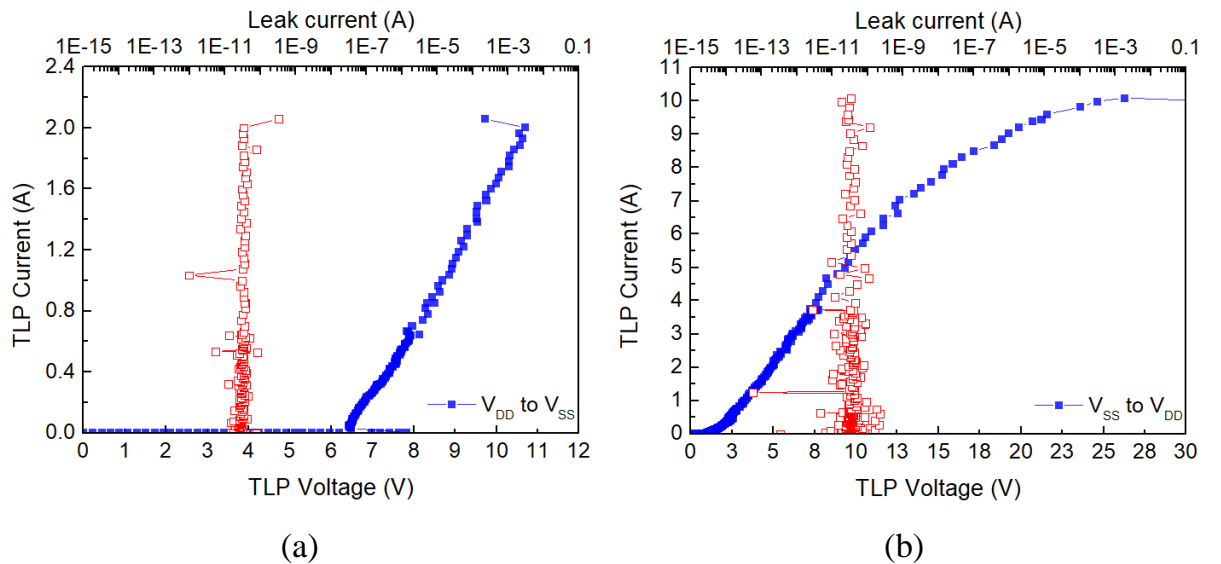 Leak current (A)
1E-15 1E-13 1E-11 1E-9 1E-7 1E-5 1E-3 0.1
2.4
2.0
1.6
1.2
0.8
0.4
0.0
TLP Current (A)
V_DD to V_SS
0 1 2 3 4 5 6 7 8 9 10 11 12
TLP Voltage (V)
(a)
Leak current (A)
1E-15 1E-13 1E-11 1E-9 1E-7 1E-5 1E-3 0.1
11
10
9
8
7
6
5
4
3
2
1
0
TLP Current (A)
V_SS to V_DD
0 3 5 8 10 13 15 18 20 23 25 28 30
TLP Voltage (V)
(b)